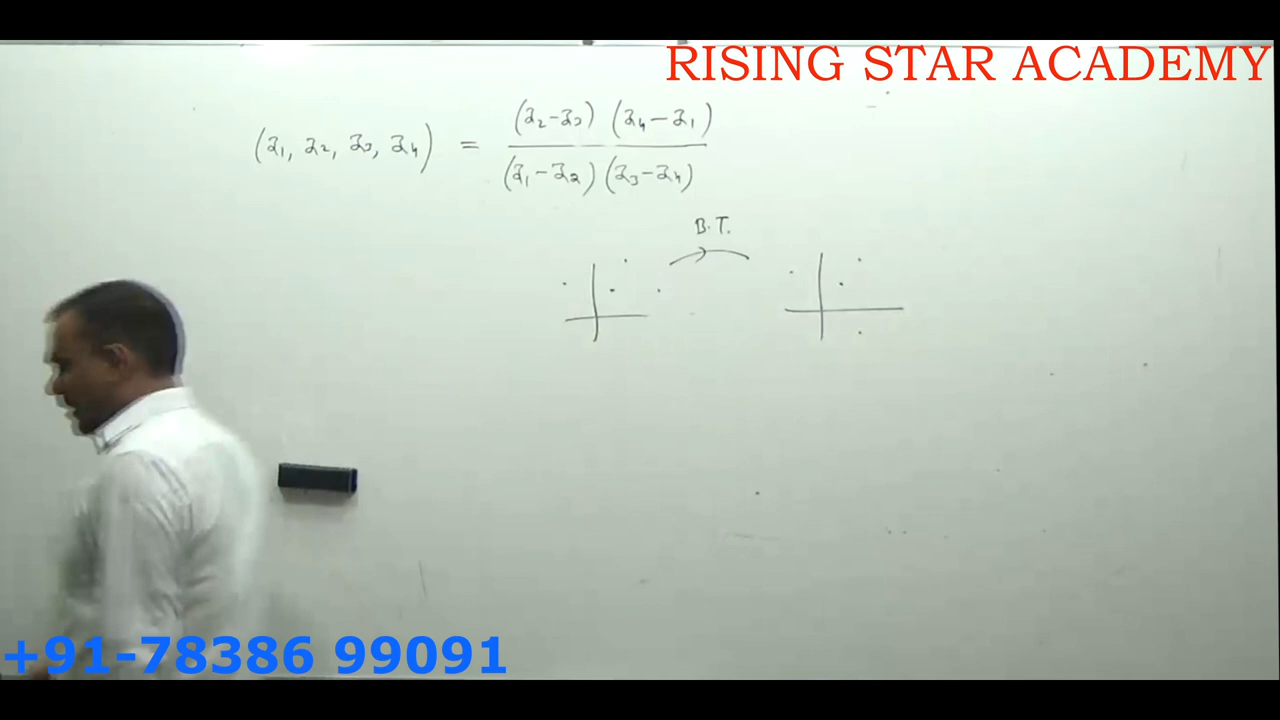 RISING STAR ACADEMY
(z₁, z₂, z₃, z₄) = (z₂-z₃) (z₄-z₁)
(z₁-z₂) (z₃-z₄)
B.T.
+91-78386 99091